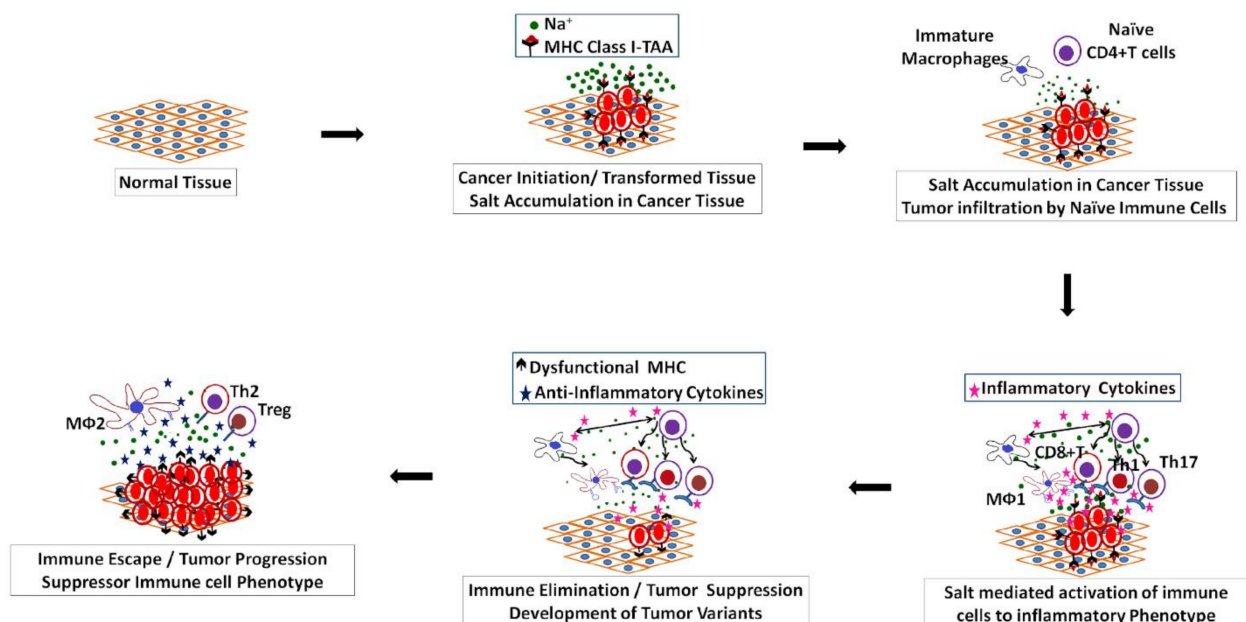 Na⁺
MHC Class I-TAA
Immature
Macrophages
Naïve
CD4+T cells
Normal Tissue
Cancer Initiation/ Transformed Tissue
Salt Accumulation in Cancer Tissue
Salt Accumulation in Cancer Tissue
Tumor infiltration by Naïve Immune Cells
Inflammatory Cytokines
CD8+T
Th1
Th17
MΦ1
Salt mediated activation of immune
cells to inflammatory Phenotype
Dysfunctional MHC
Anti-Inflammatory Cytokines
Immune Elimination / Tumor Suppression
Development of Tumor Variants
Th2
Treg
MΦ2
Immune Escape / Tumor Progression
Suppressor Immune cell Phenotype